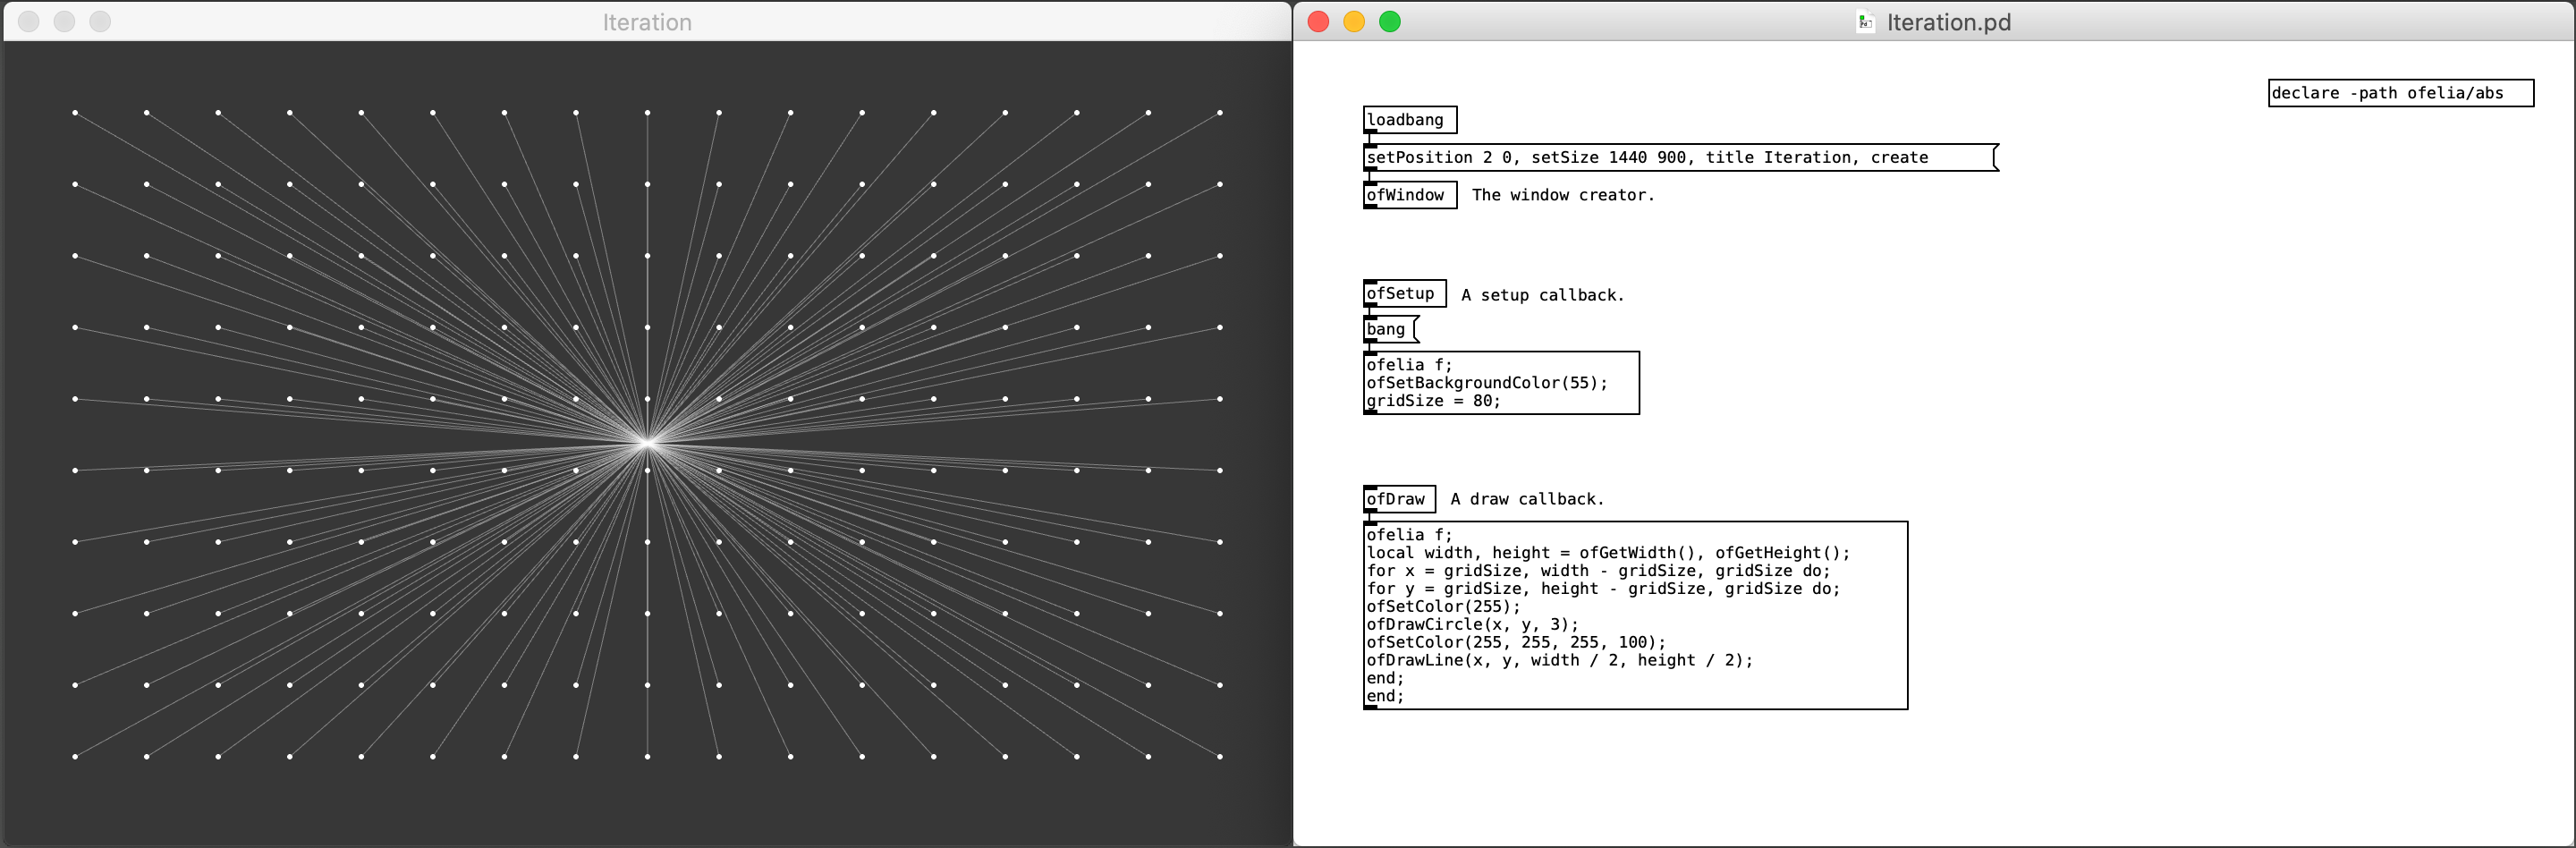 Iteration
Iteration.pd
declare -path ofelia/abs
loadbang
setPosition 2 0, setSize 1440 900, title Iteration, create
ofWindow The window creator.
ofSetup A setup callback.
bang
ofelia f;
ofSetBackgroundColor(55);
gridSize = 80;
ofDraw A draw callback.
ofelia f;
local width, height = ofGetWidth(), ofGetHeight();
for x = gridSize, width - gridSize, gridSize do;
for y = gridSize, height - gridSize, gridSize do;
ofSetColor(255);
ofDrawCircle(x, y, 3);
ofSetColor(255, 255, 255, 100);
ofDrawLine(x, y, width / 2, height / 2);
end;
end;